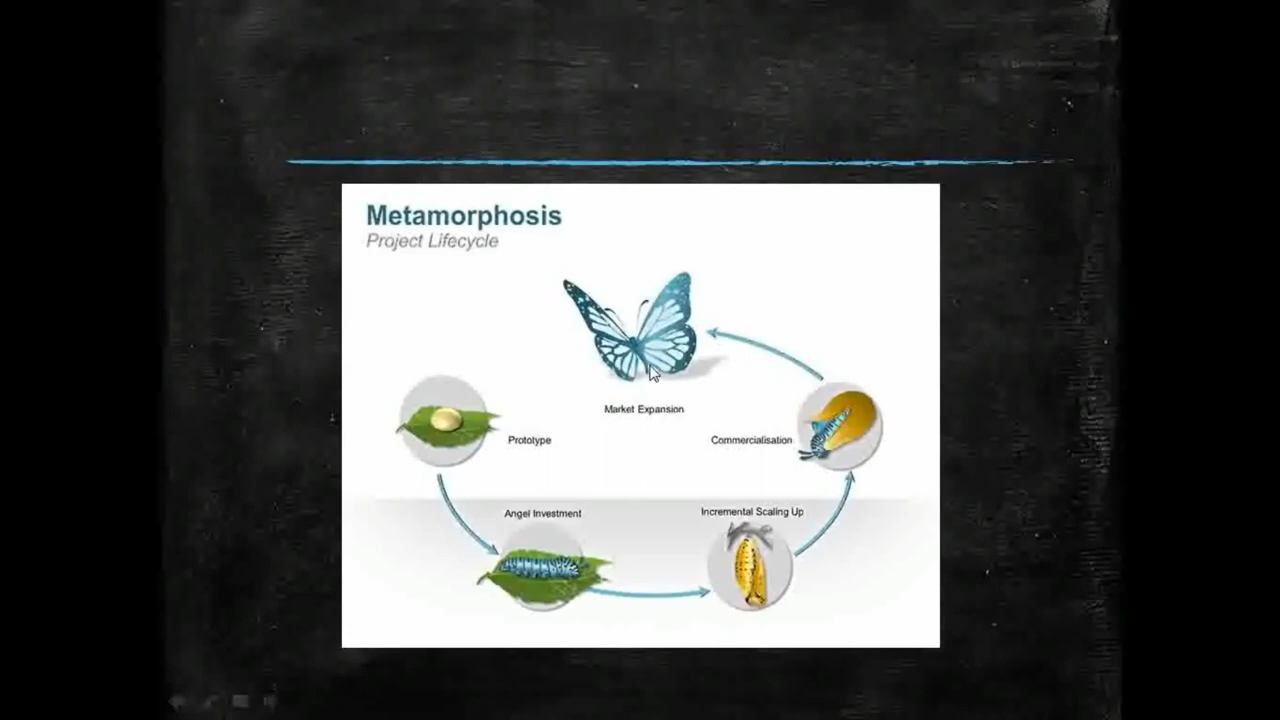 Metamorphosis
Project Lifecycle
Market Expansion
Prototype
Commercialisation
Angel Investment
Incremental Scaling Up